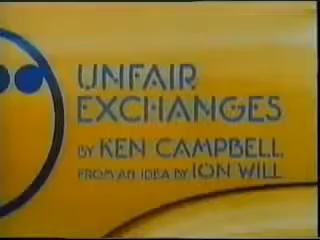 UNFAIR
EXCHANGES
BY KEN CAMPBELL
FROM AN IDEA BY ION WILL